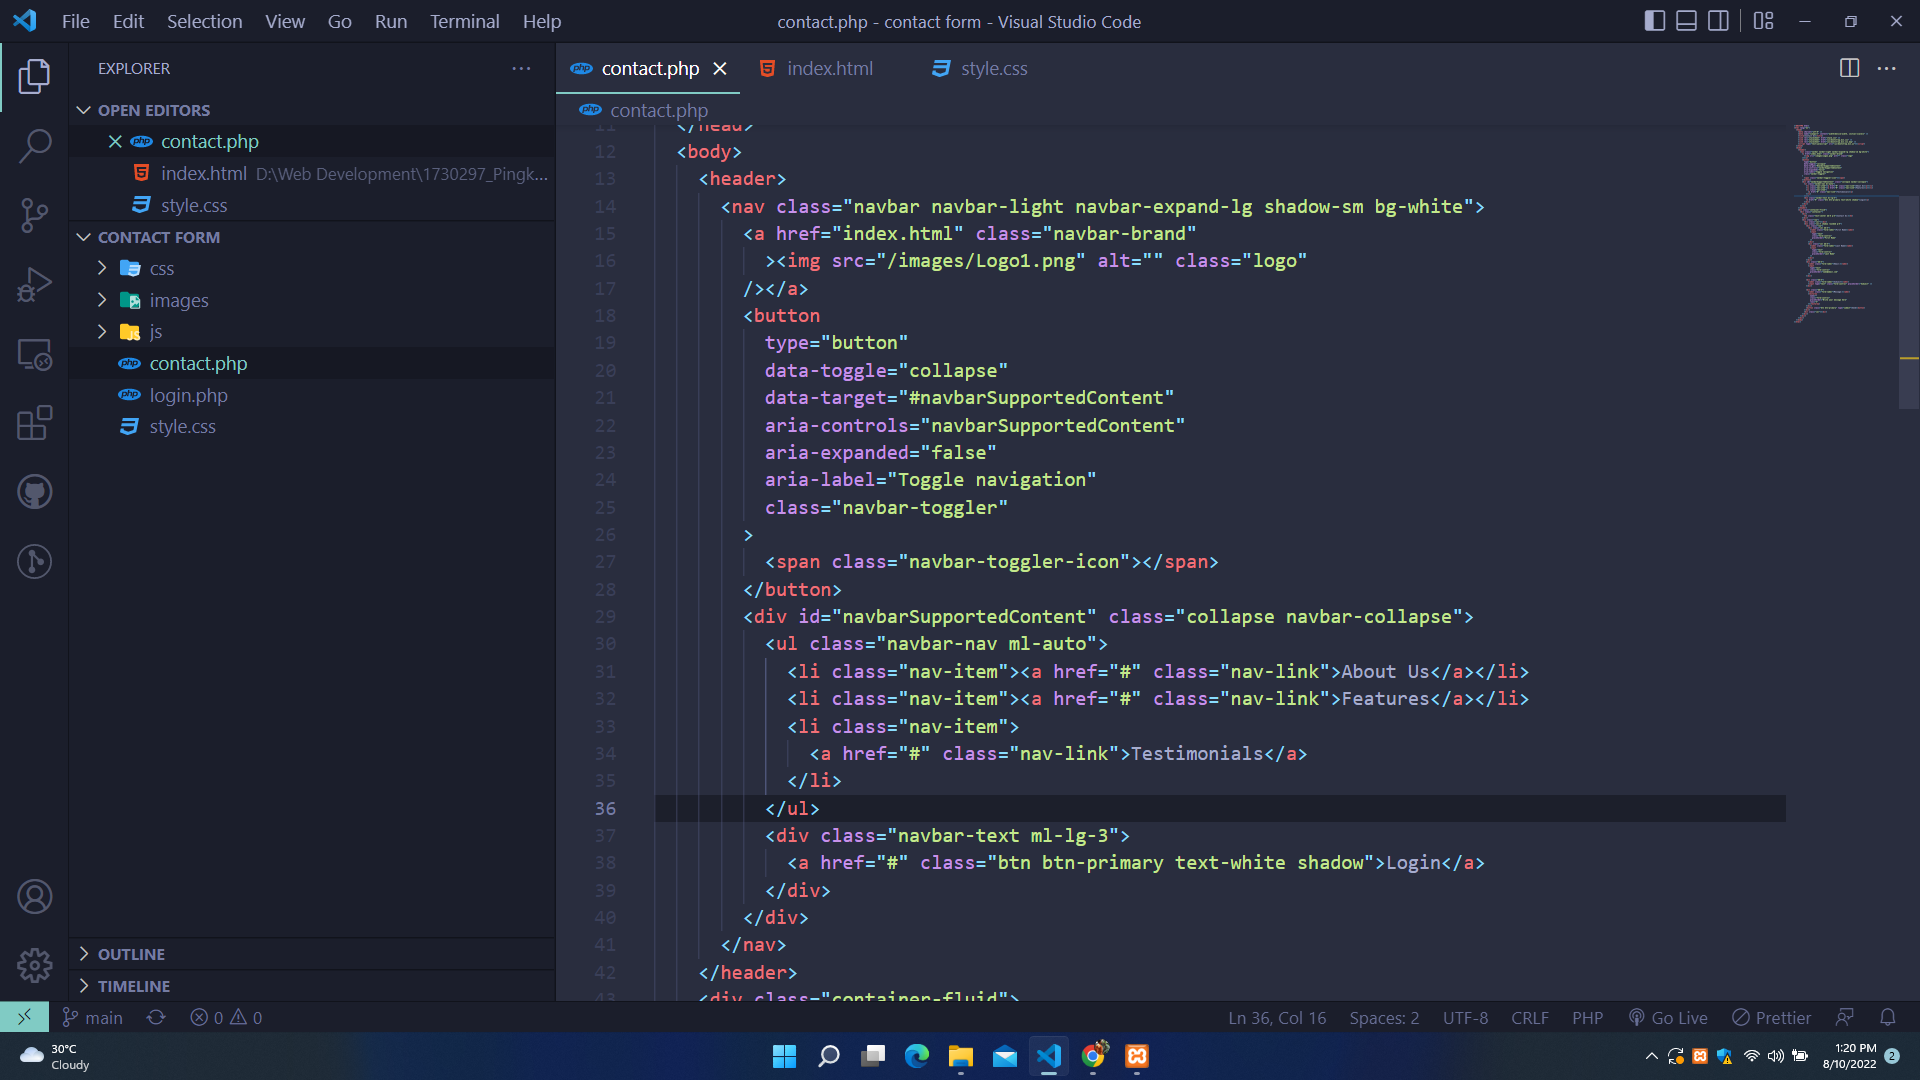 File Edit Selection View Go Run Terminal Help
contact.php - contact form - Visual Studio Code
EXPLORER
OPEN EDITORS
contact.php
index.html D:\Web Development\1730297_Pingk...
style.css
CONTACT FORM
css
images
js
contact.php
login.php
style.css
OUTLINE
TIMELINE
contact.php index.html style.css
contact.php
11 </head>
12 <body>
13 <header>
14 <nav class="navbar navbar-light navbar-expand-lg shadow-sm bg-white">
15 <a href="index.html" class="navbar-brand"
16 ><img src="/images/Logo1.png" alt="" class="logo"
17 /></a>
18 <button
19 type="button"
20 data-toggle="collapse"
21 data-target="#navbarSupportedContent"
22 aria-controls="navbarSupportedContent"
23 aria-expanded="false"
24 aria-label="Toggle navigation"
25 class="navbar-toggler"
26 >
27 <span class="navbar-toggler-icon"></span>
28 </button>
29 <div id="navbarSupportedContent" class="collapse navbar-collapse">
30 <ul class="navbar-nav ml-auto">
31 <li class="nav-item"><a href="#" class="nav-link">About Us</a></li>
32 <li class="nav-item"><a href="#" class="nav-link">Features</a></li>
33 <li class="nav-item">
34 <a href="#" class="nav-link">Testimonials</a>
35 </li>
36 </ul>
37 <div class="navbar-text ml-lg-3">
38 <a href="#" class="btn btn-primary text-white shadow">Login</a>
39 </div>
40 </div>
41 </nav>
42 </header>
43 <div class="container-fluid">
main 0 0
Ln 36, Col 16 Spaces: 2 UTF-8 CRLF PHP Go Live Prettier
30°C
Cloudy
1:20 PM
8/10/2022
2